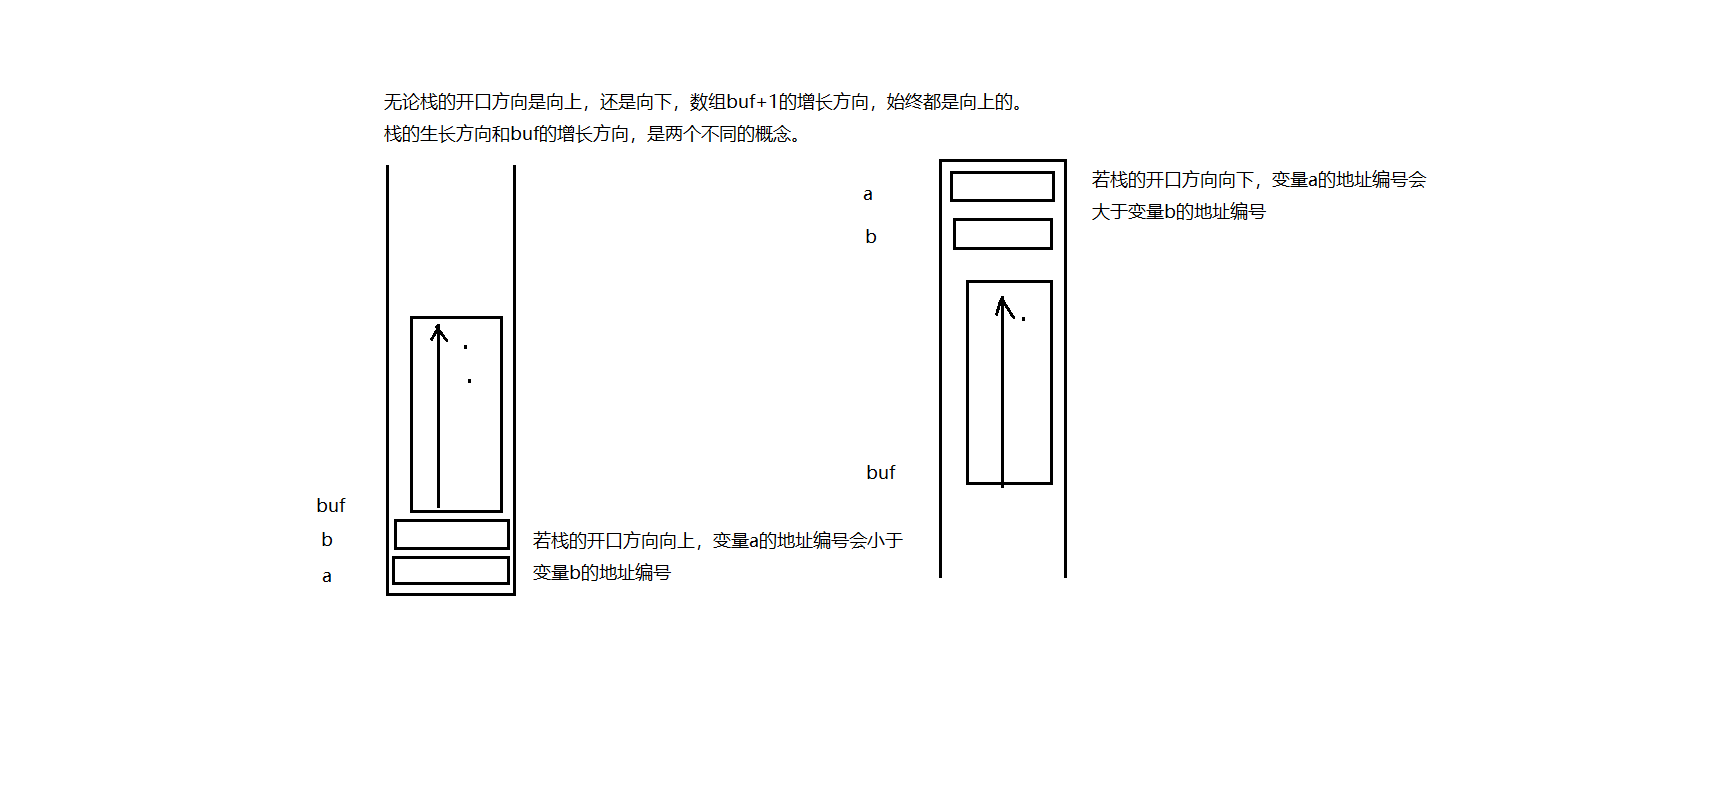 无论栈的开口方向是向上，还是向下，数组buf+1的增长方向，始终都是向上的。
栈的生长方向和buf的增长方向，是两个不同的概念。
a
若栈的开口方向向下，变量a的地址编号会
大于变量b的地址编号
b
buf
buf
b
若栈的开口方向向上，变量a的地址编号会小于
变量b的地址编号
a